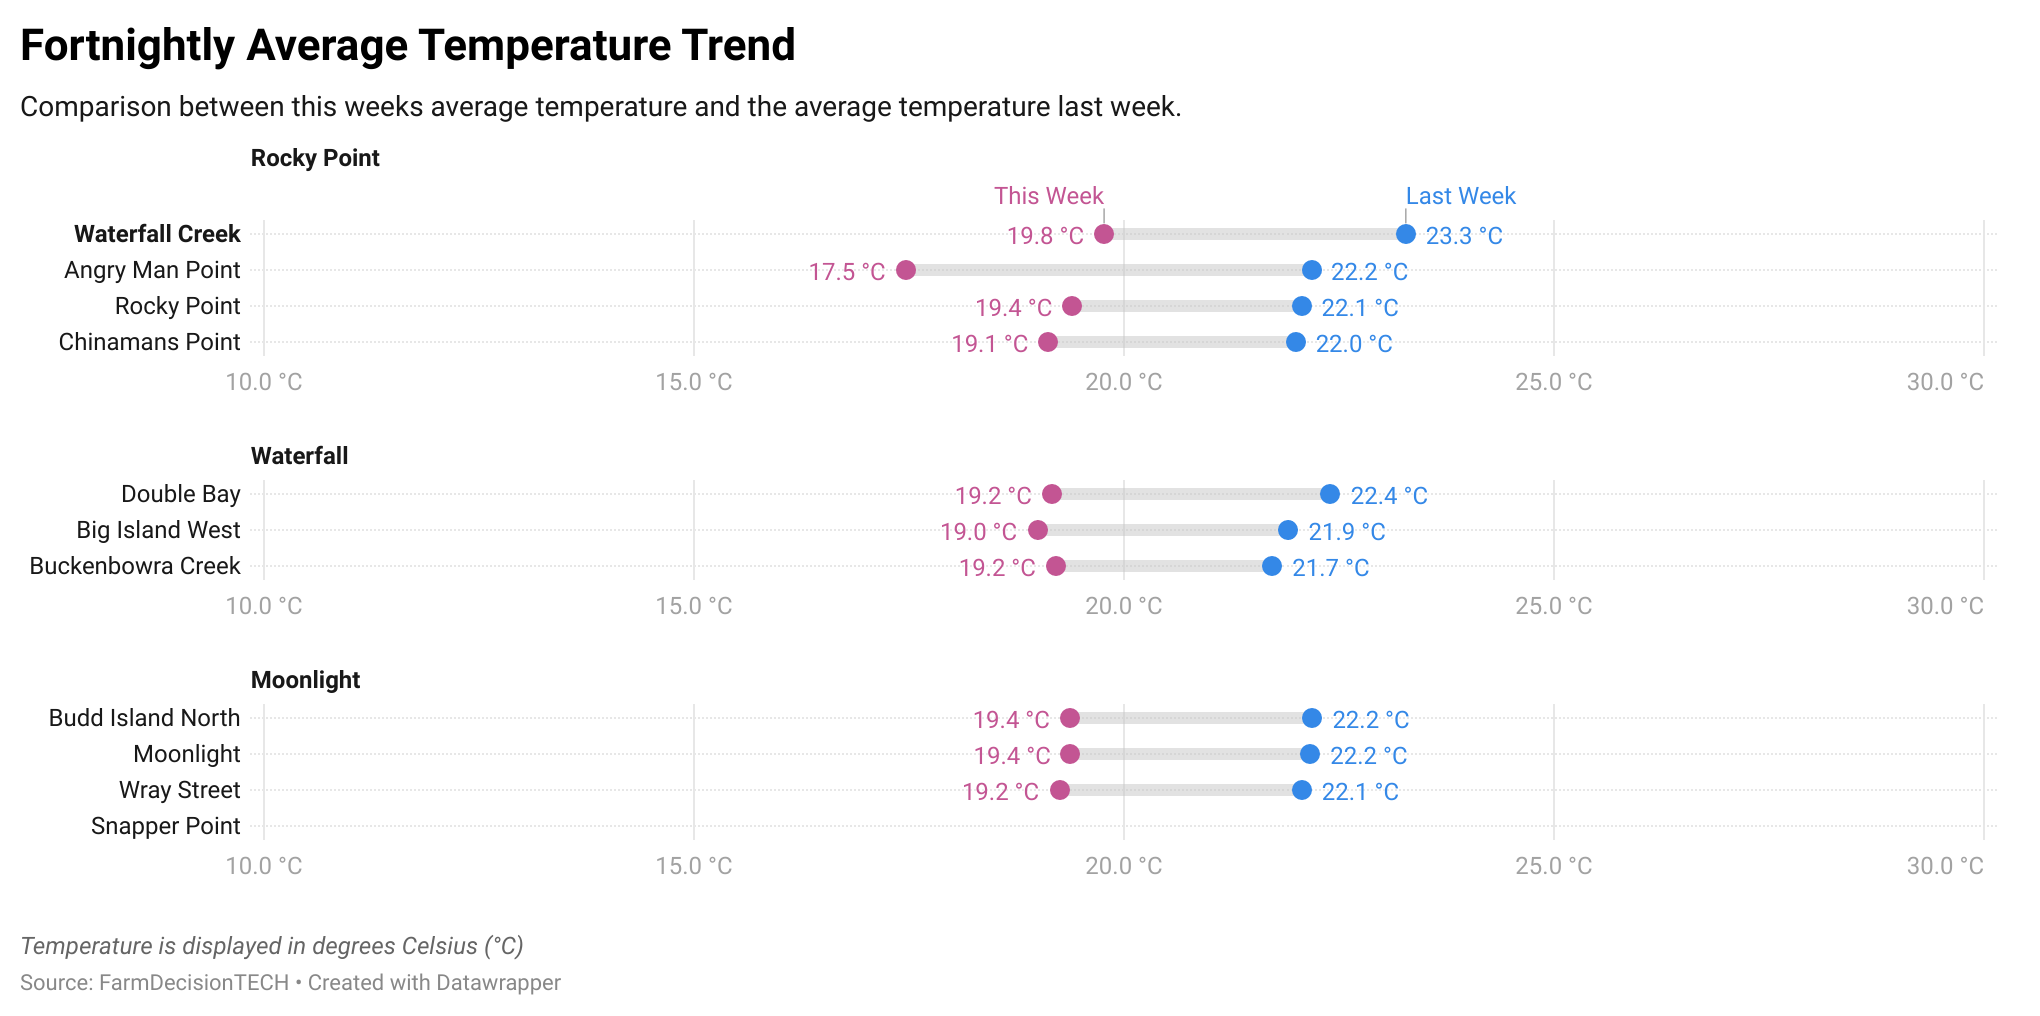 Fortnightly Average Temperature Trend
Comparison between this weeks average temperature and the average temperature last week.
Rocky Point
This Week Last Week
Waterfall Creek 19.8 °C 23.3 °C
Angry Man Point 17.5 °C 22.2 °C
Rocky Point 19.4 °C 22.1 °C
Chinamans Point 19.1 °C 22.0 °C
10.0 °C 15.0 °C 20.0 °C 25.0 °C 30.0 °C
Waterfall
Double Bay 19.2 °C 22.4 °C
Big Island West 19.0 °C 21.9 °C
Buckenbowra Creek 19.2 °C 21.7 °C
10.0 °C 15.0 °C 20.0 °C 25.0 °C 30.0 °C
Moonlight
Budd Island North 19.4 °C 22.2 °C
Moonlight 19.4 °C 22.2 °C
Wray Street 19.2 °C 22.1 °C
Snapper Point
10.0 °C 15.0 °C 20.0 °C 25.0 °C 30.0 °C
Temperature is displayed in degrees Celsius (°C)
Source: FarmDecisionTECH • Created with Datawrapper